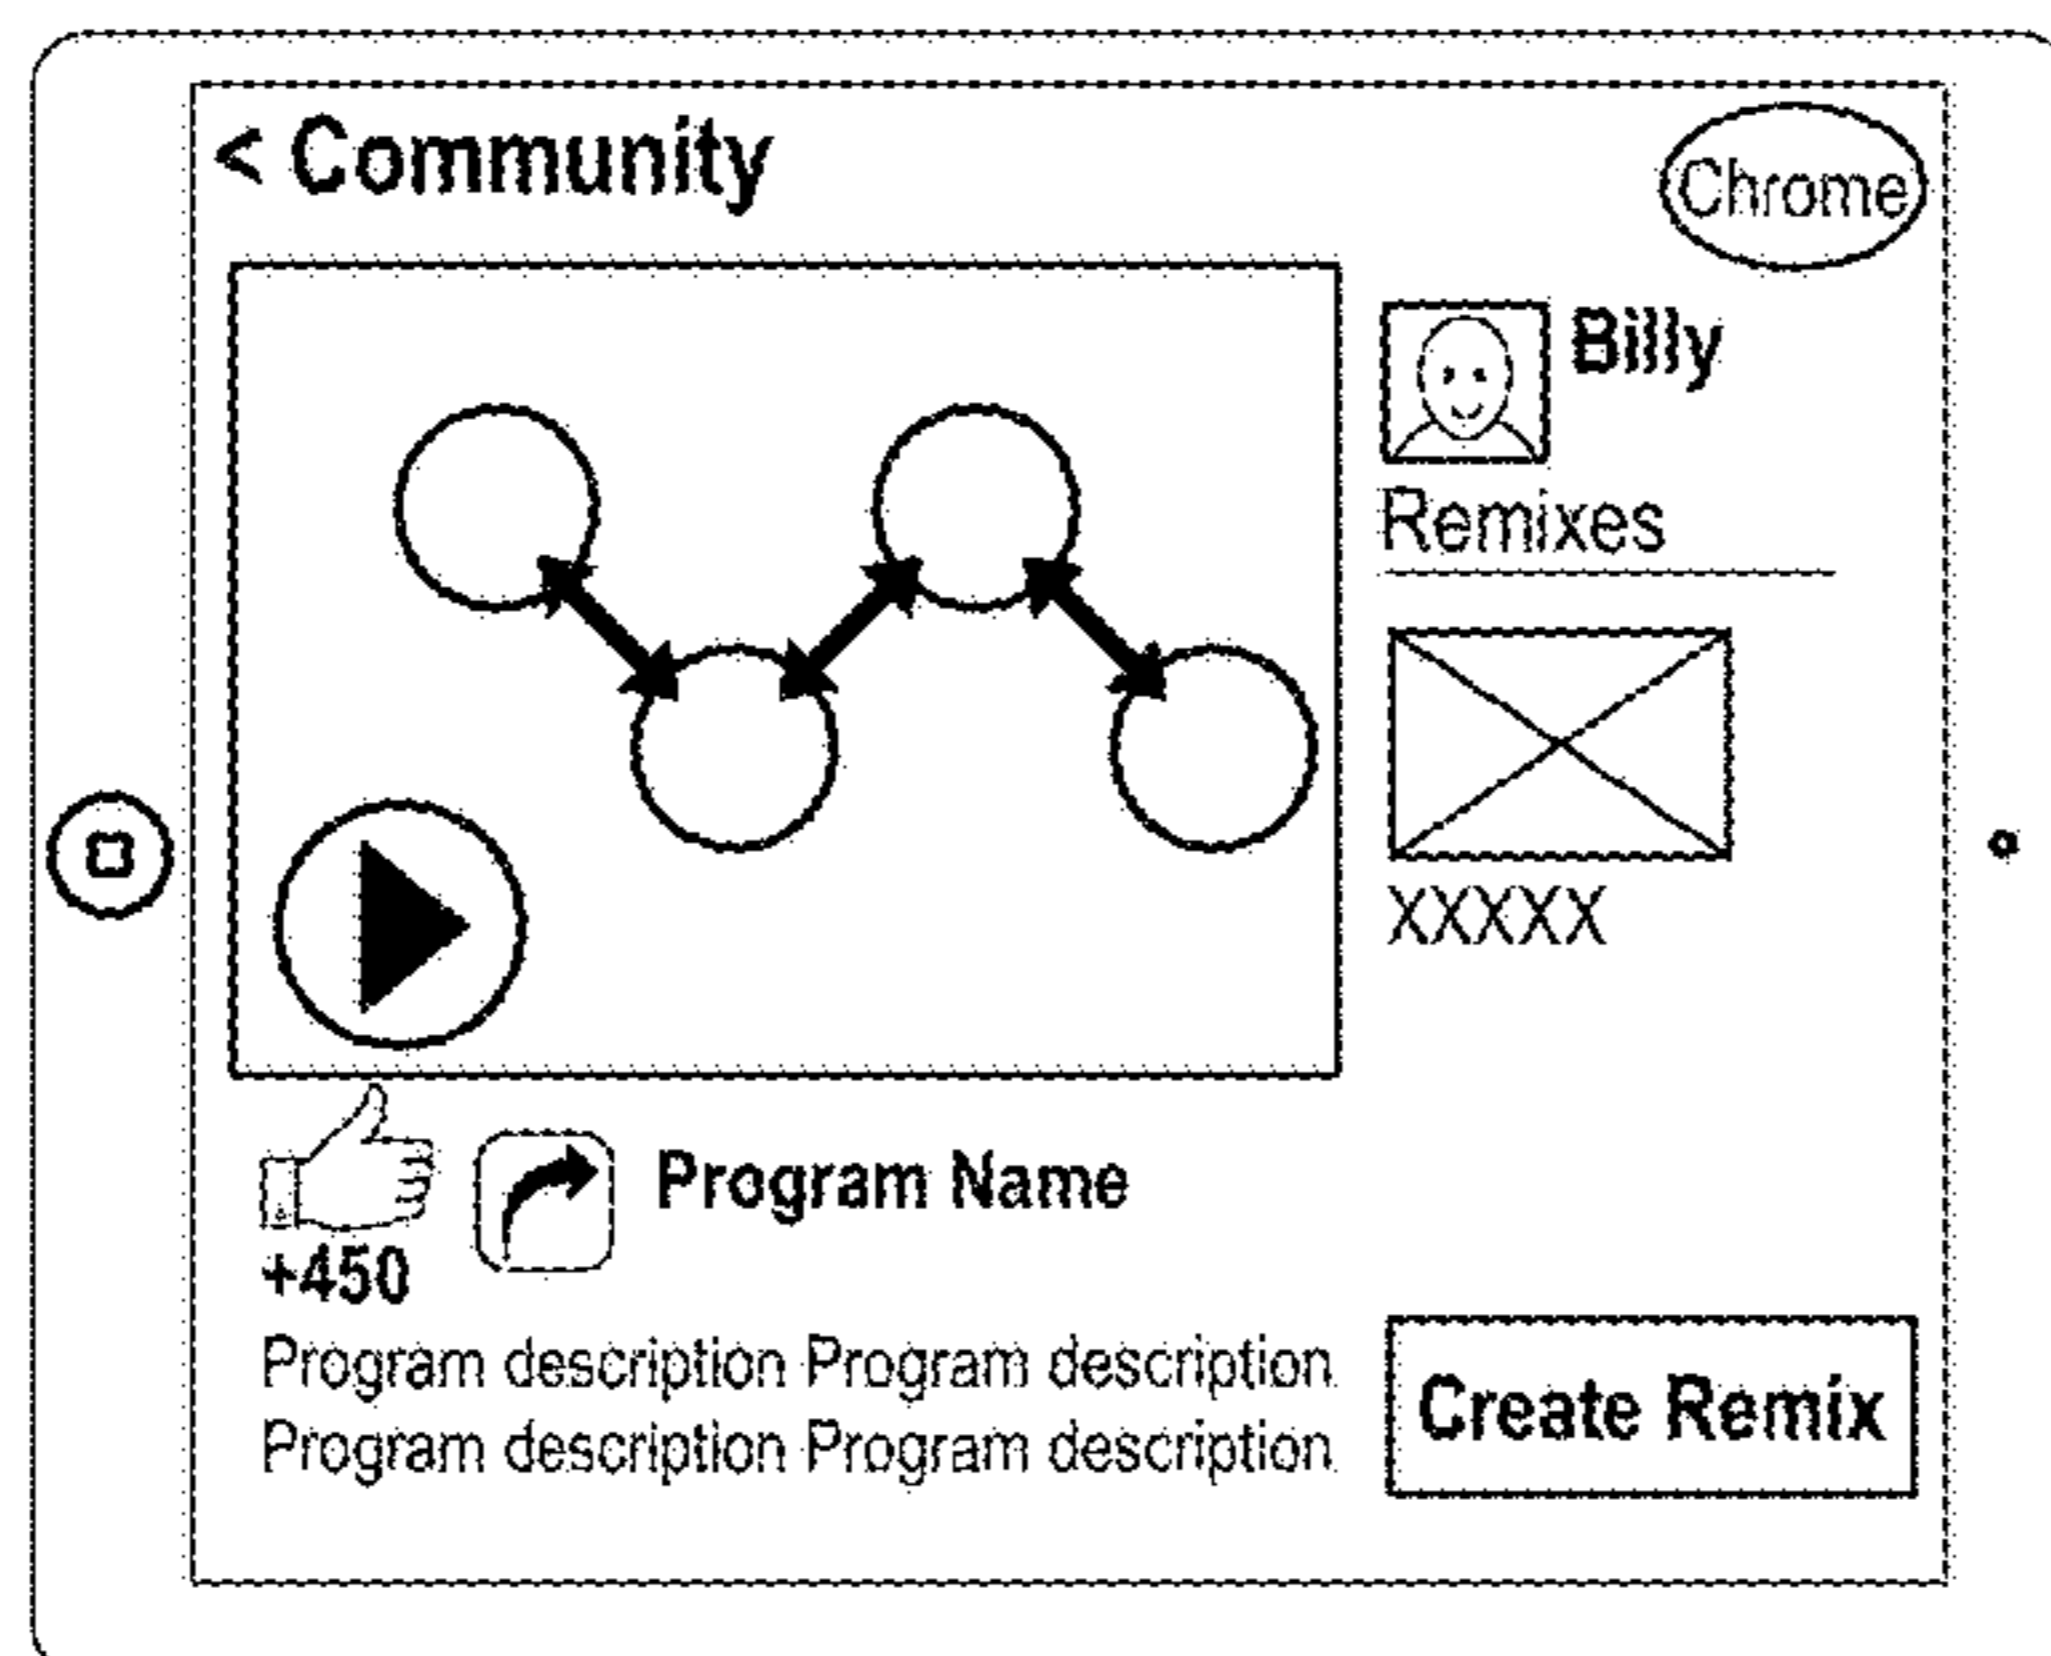 < Community
Chrome
Billy
Remixes
XXXXX
Program Name
+450
Program description Program description
Program description Program description
Create Remix